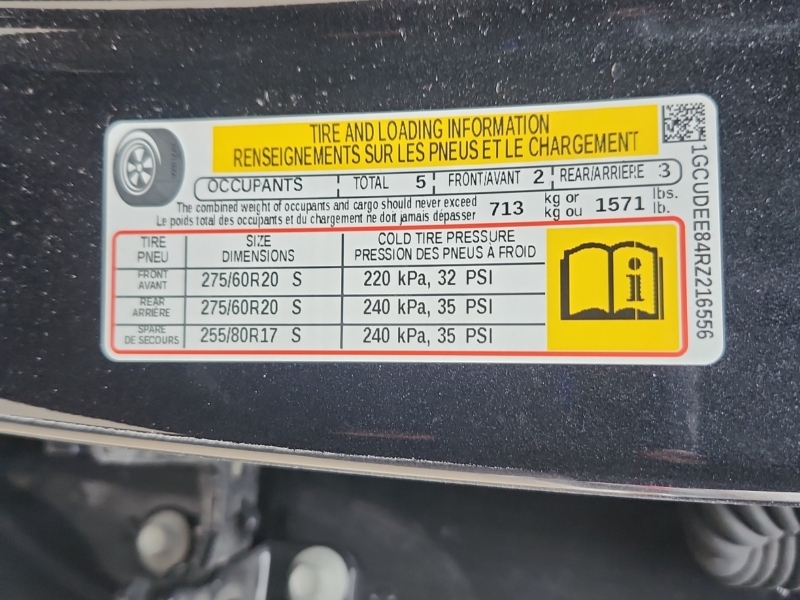 TIRE AND LOADING INFORMATION
RENSEIGNEMENTS SUR LES PNEUS ET LE CHARGEMENT
OCCUPANTS TOTAL 5 FRONT/AVANT 2 REAR/ARRIERE 3
The combined weight of occupants and cargo should never exceed 713 kg or 1571 lbs.
Le poids total des occupants et du chargement ne doit jamais dépasser kg ou lb.
TIRE SIZE COLD TIRE PRESSURE
PNEU DIMENSIONS PRESSION DES PNEUS À FROID
FRONT AVANT 275/60R20 S 220 kPa, 32 PSI
REAR ARRIÈRE 275/60R20 S 240 kPa, 35 PSI
SPARE DE SECOURS 255/80R17 S 240 kPa, 35 PSI
1GCUDEE84RZ216556